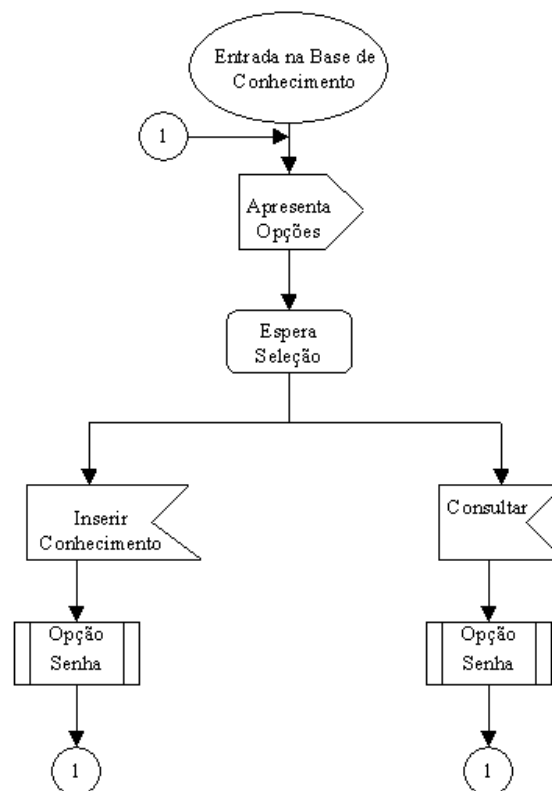 Entrada na Base de
Conhecimento
1
Apresenta
Opções
Espera
Seleção
Inserir
Conhecimento
Consultar
Opção
Senha
Opção
Senha
1
1